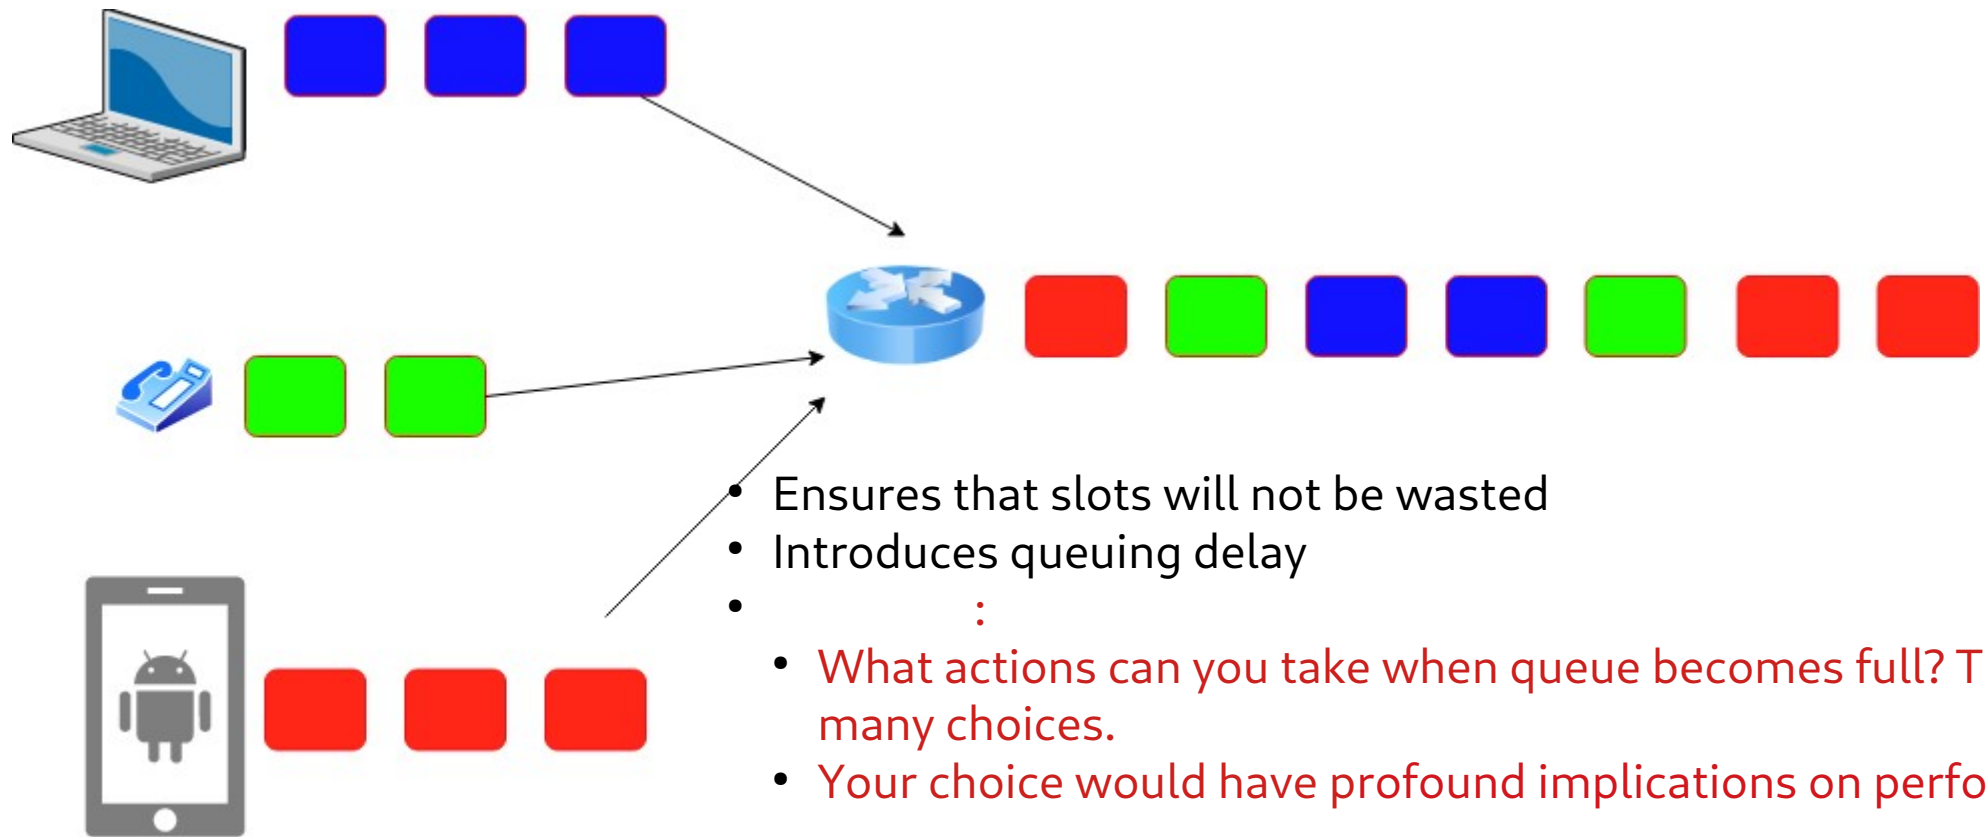 • Ensures that slots will not be wasted
• Introduces queuing delay
• :
• What actions can you take when queue becomes full? T
many choices.
• Your choice would have profound implications on perfo